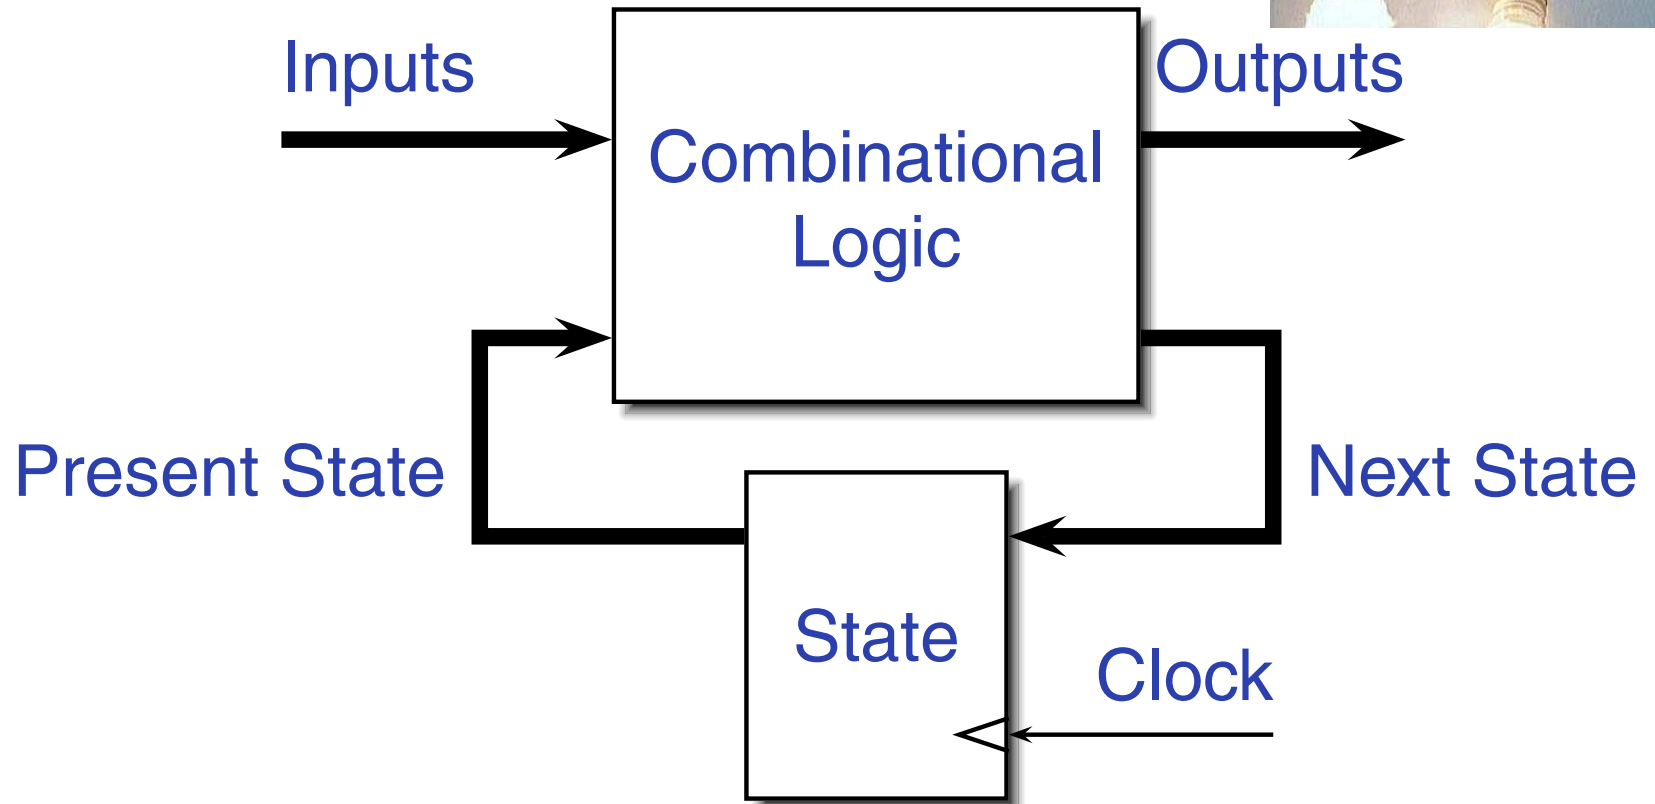 Inputs
Outputs
Combinational
Logic
Present State
Next State
State
Clock